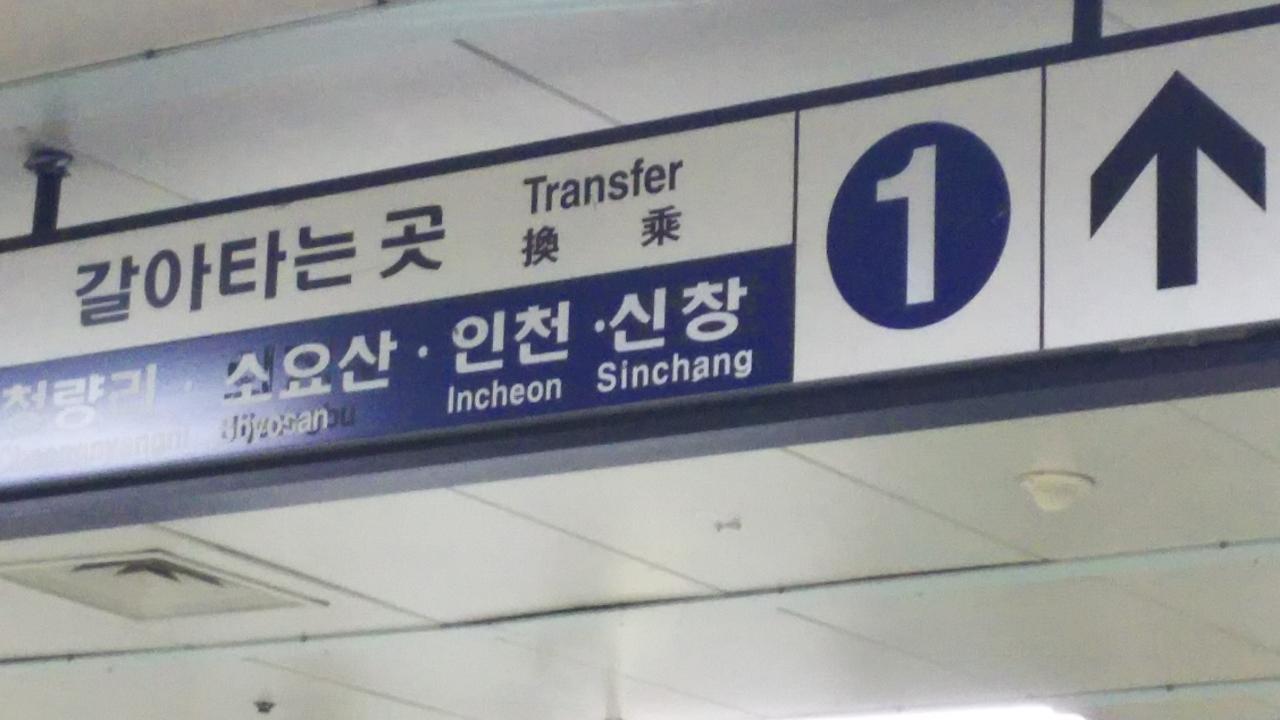 갈아타는 곳
Transfer
換 乘
청량리 · 소요산 · 인천 · 신창
Incheon Sinchang
1